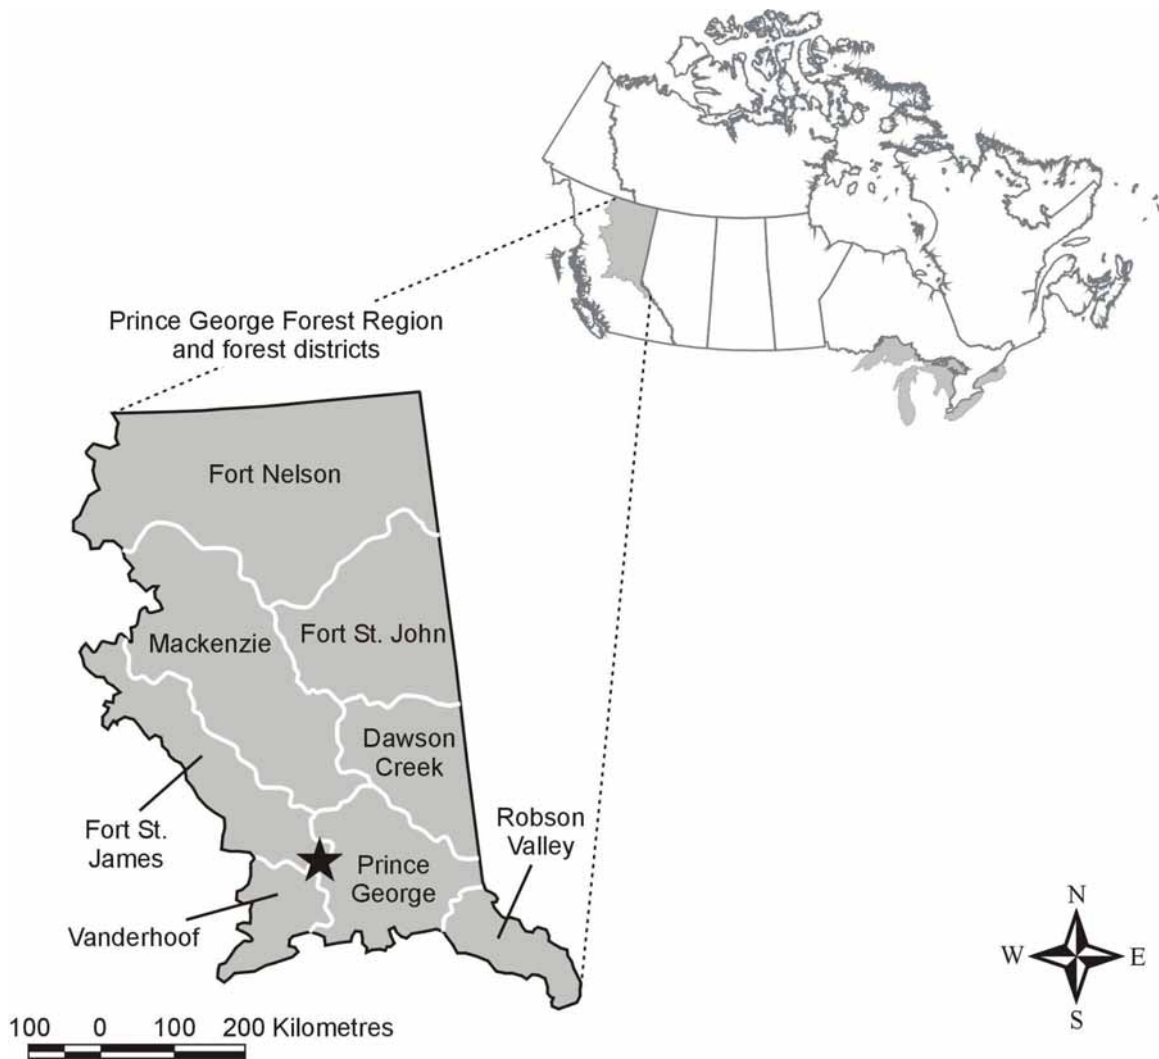 Prince George Forest Region
and forest districts
Fort Nelson
Mackenzie
Fort St. John
Dawson
Creek
Fort St.
James
Robson
Valley
Prince
George
Vanderhoof
N
W
E
S
100 0 100 200 Kilometres